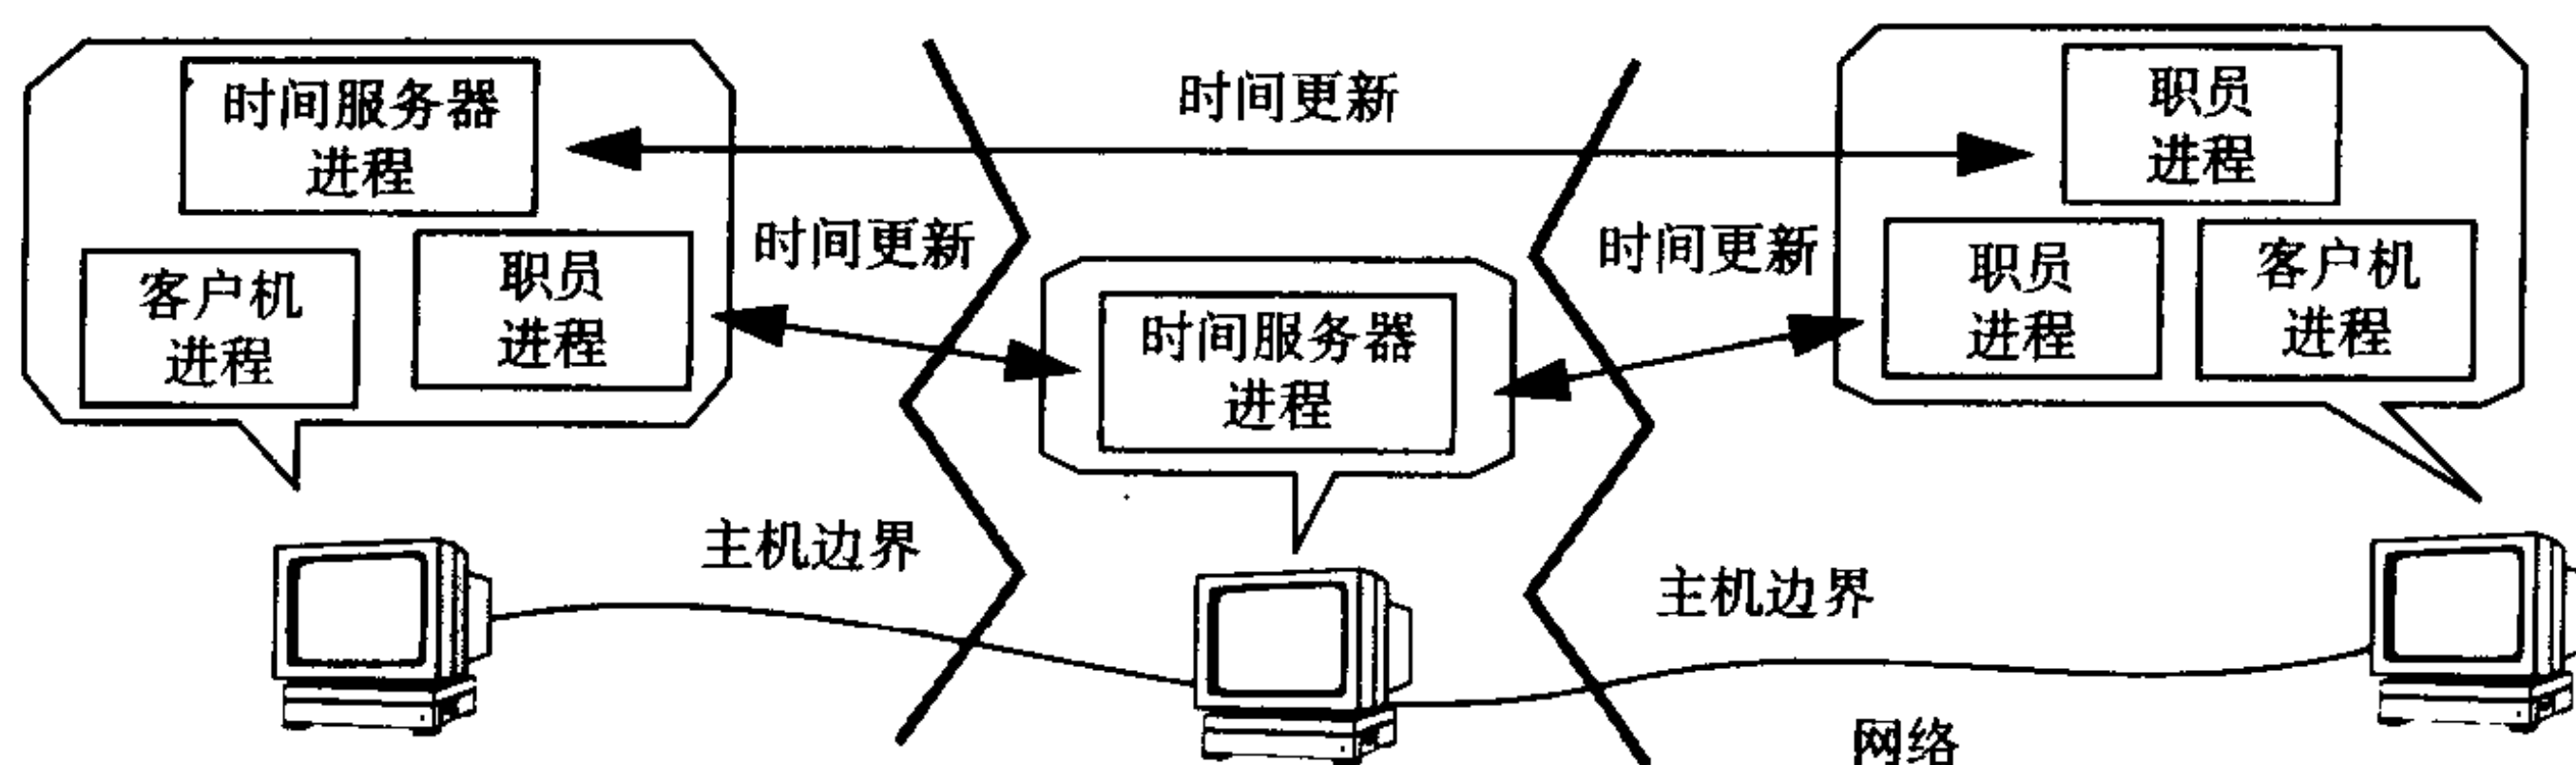 时间服务器
进程
客户机
进程
职员
进程
时间更新
时间更新
时间服务器
进程
时间更新
职员
进程
职员
进程
客户机
进程
主机边界
主机边界
网络